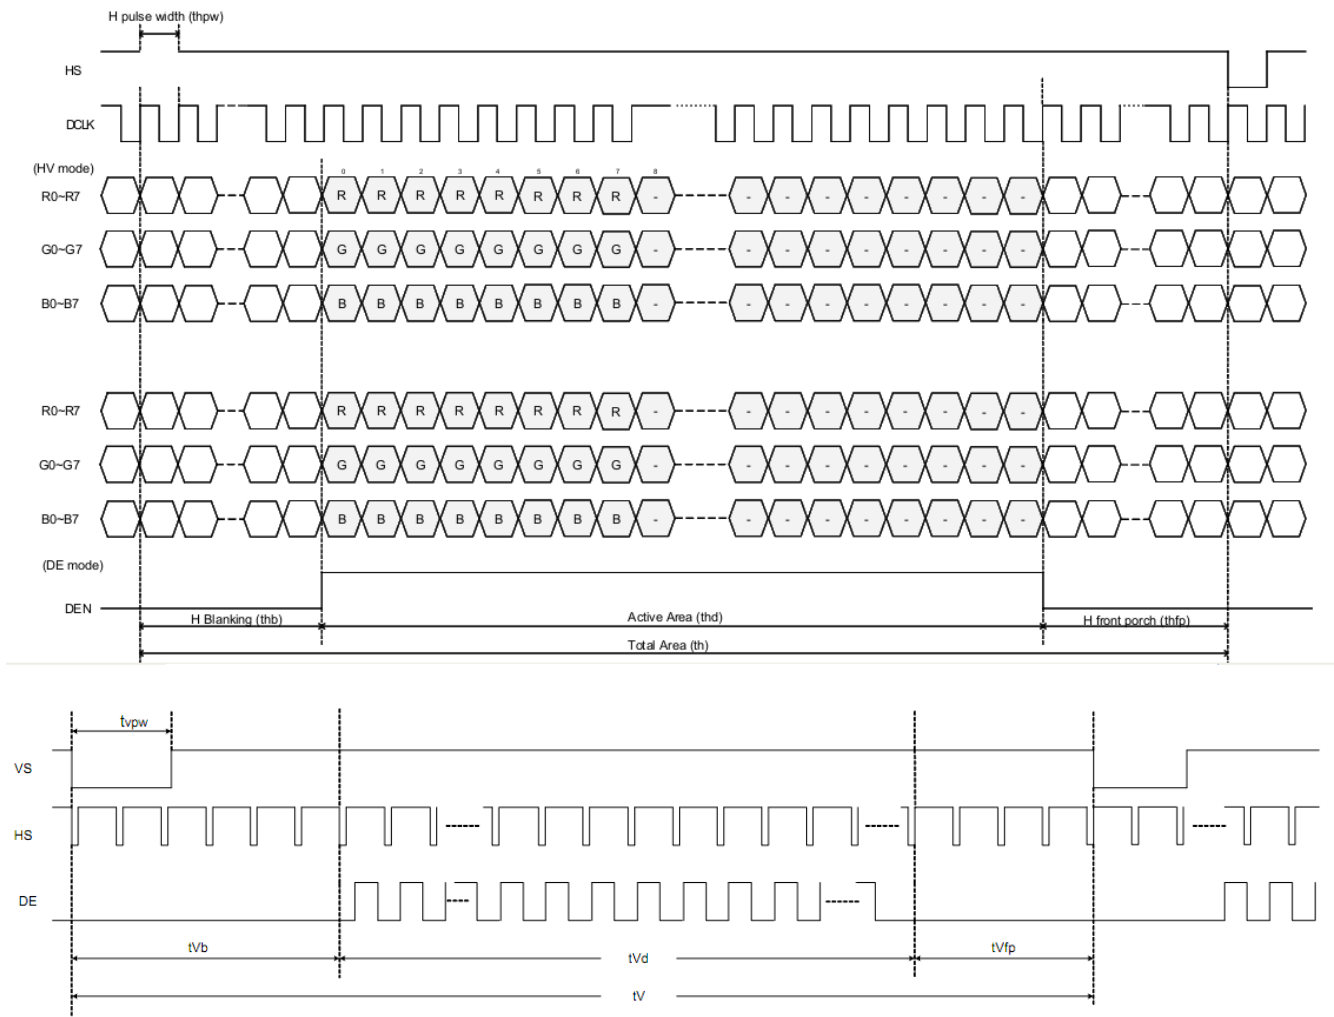 H pulse width (thpw)
HS
DCLK
(HV mode)
0 1 2 3 4 5 6 7 8
R0~R7 R R R R R R R R - - - - - - - - -
G0~G7 G G G G G G G G - - - - - - - - -
B0~B7 B B B B B B B B - - - - - - - - -
R0~R7 R R R R R R R R - - - - - - - - -
G0~G7 G G G G G G G G - - - - - - - - -
B0~B7 B B B B B B B B - - - - - - - - -
(DE mode)
DEN
H Blanking (thb) Active Area (thd) H front porch (thfp)
Total Area (th)
tvpw
VS
HS
DE
tVb tVd tVfp
tV